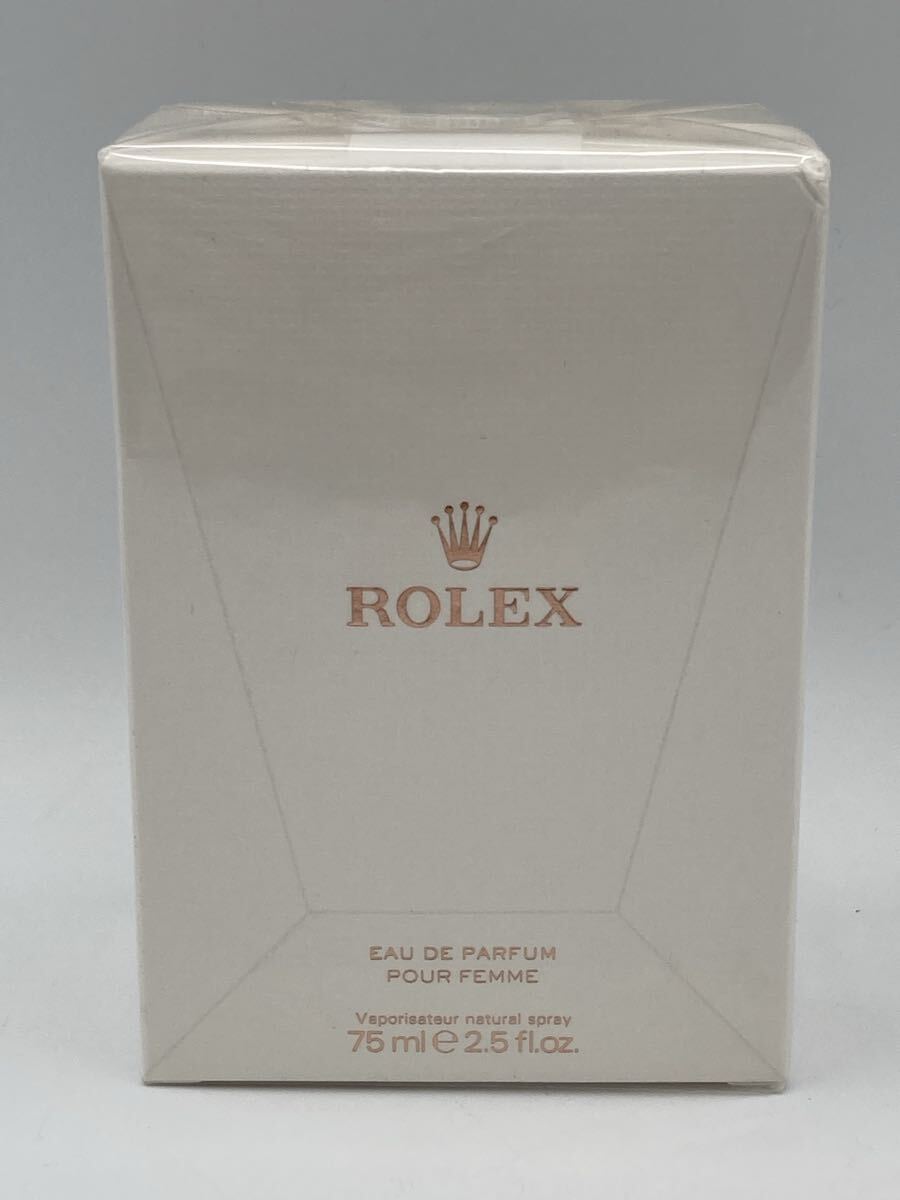 ROLEX
EAU DE PARFUM
POUR FEMME
Vaporisateur natural spray
75 ml e 2.5 fl.oz.